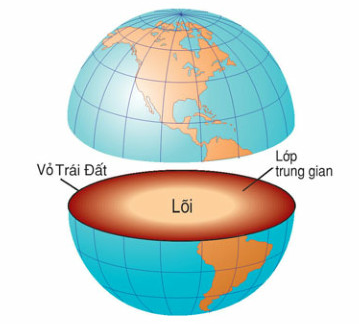 Vỏ Trái Đất
Lớp
trung gian
Lõi